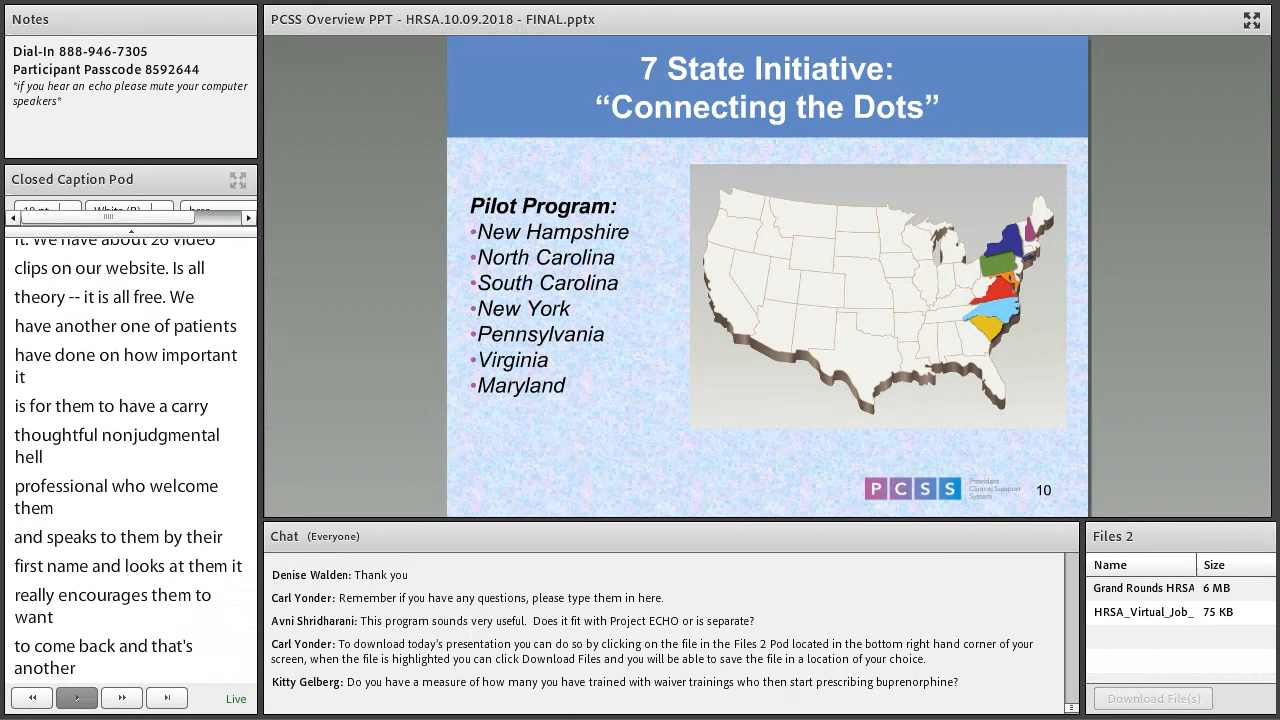 Notes
Dial-In 888-946-7305
Participant Passcode 8592644
*if you hear an echo please mute your computer
speakers*
Closed Caption Pod
it. We have about 26 video
clips on our website. Is all
theory -- it is all free. We
have another one of patients
have done on how important
it
is for them to have a carry
thoughtful nonjudgmental
hell
professional who welcome
them
and speaks to them by their
first name and looks at them it
really encourages them to
want
to come back and that's
another
Live
PCSS Overview PPT - HRSA.10.09.2018 - FINAL.pptx
7 State Initiative:
“Connecting the Dots”
Pilot Program:
•New Hampshire
•North Carolina
•South Carolina
•New York
•Pennsylvania
•Virginia
•Maryland
PCSS
Providers
Clinical Support
System
10
Chat (Everyone)
Denise Walden: Thank you
Carl Yonder: Remember if you have any questions, please type them in here.
Avni Shridharani: This program sounds very useful. Does it fit with Project ECHO or is separate?
Carl Yonder: To download today's presentation you can do so by clicking on the file in the Files 2 Pod located in the bottom right hand corner of your
screen, when the file is highlighted you can click Download Files and you will be able to save the file in a location of your choice.
Kitty Gelberg: Do you have a measure of how many you have trained with waiver trainings who then start prescribing buprenorphine?
Files 2
Name Size
Grand Rounds HRSA 6 MB
HRSA_Virtual_Job_ 75 KB
Download File(s)